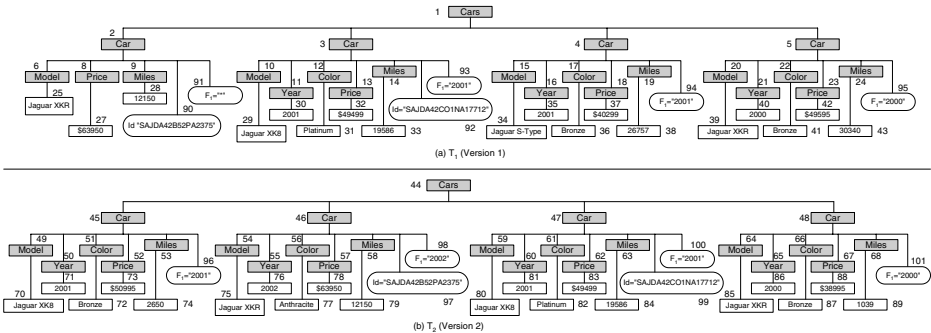 1 Cars
2 3 4 5
Car Car Car Car
6 8 9 10 12 14 15 17 19 20 22 24
Model Price Miles Model Color Miles Model Color Miles Model Color Miles
91 93 94 95
F₁="*" F₁="2001" F₁="2001" F₁="2000"
25 28 11 13 16 18 21 23
Jaguar XKR 12150 Year Price Year Price Year Price
90 30 32 35 37 40 42
2001 $49499 2001 $40299 2000 $49595
27 Id "SAJDA42B52PA2375" Id="SAJDA42CO1NA17712"
$63950 29 92 34 39
Jaguar XK8 Platinum 31 19586 33 Jaguar S-Type Bronze 36 26757 38 Jaguar XKR Bronze 41 30340 43
(a) T₁ (Version 1)
44 Cars
45 Car 46 Car 47 Car 48 Car
49 51 54 56 59 61 64 66
Model Color Miles Model Color Miles Model Color Miles Model Color Miles
50 52 53 55 57 58 60 62 63 65 67 68
Year Price Year Price Year Price Year Price
96 98 100 101
F₁="2001" F₁="2002" F₁="2001" F₁="2000"
71 73 76 78 81 83 86 88
2001 $50995 2002 $63950 2001 $49499 2000 $38995
Id="SAJDA42B52PA2375" Id="SAJDA42CO1NA17712"
70 75 97 80 99 85
Jaguar XK8 Bronze 72 2650 74 Jaguar XKR Anthracite 77 12150 79 Jaguar XK8 Platinum 82 19586 84 Jaguar XKR Bronze 87 1039 89
(b) T₂ (Version 2)